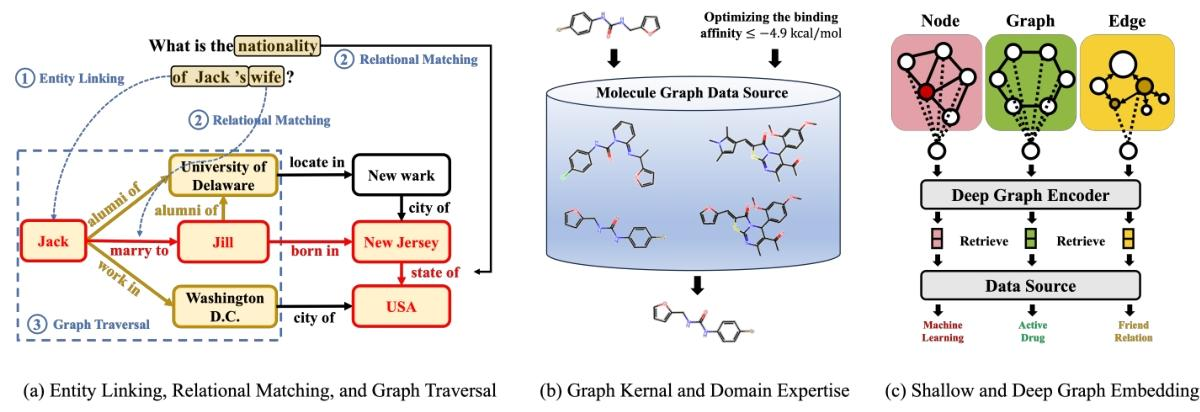 What is the nationality
of Jack 's wife ?
① Entity Linking
② Relational Matching
② Relational Matching
University of
Delaware
locate in
New wark
alumni of
alumni of
city of
Jack
marry to
Jill
born in
New Jersey
work in
state of
Washington
D.C.
city of
USA
③ Graph Traversal
(a) Entity Linking, Relational Matching, and Graph Traversal
Optimizing the binding
affinity ≤ −4.9 kcal/mol
Molecule Graph Data Source
(b) Graph Kernal and Domain Expertise
Node
Graph
Edge
Deep Graph Encoder
Retrieve
Retrieve
Data Source
Machine
Learning
Active
Drug
Friend
Relation
(c) Shallow and Deep Graph Embedding